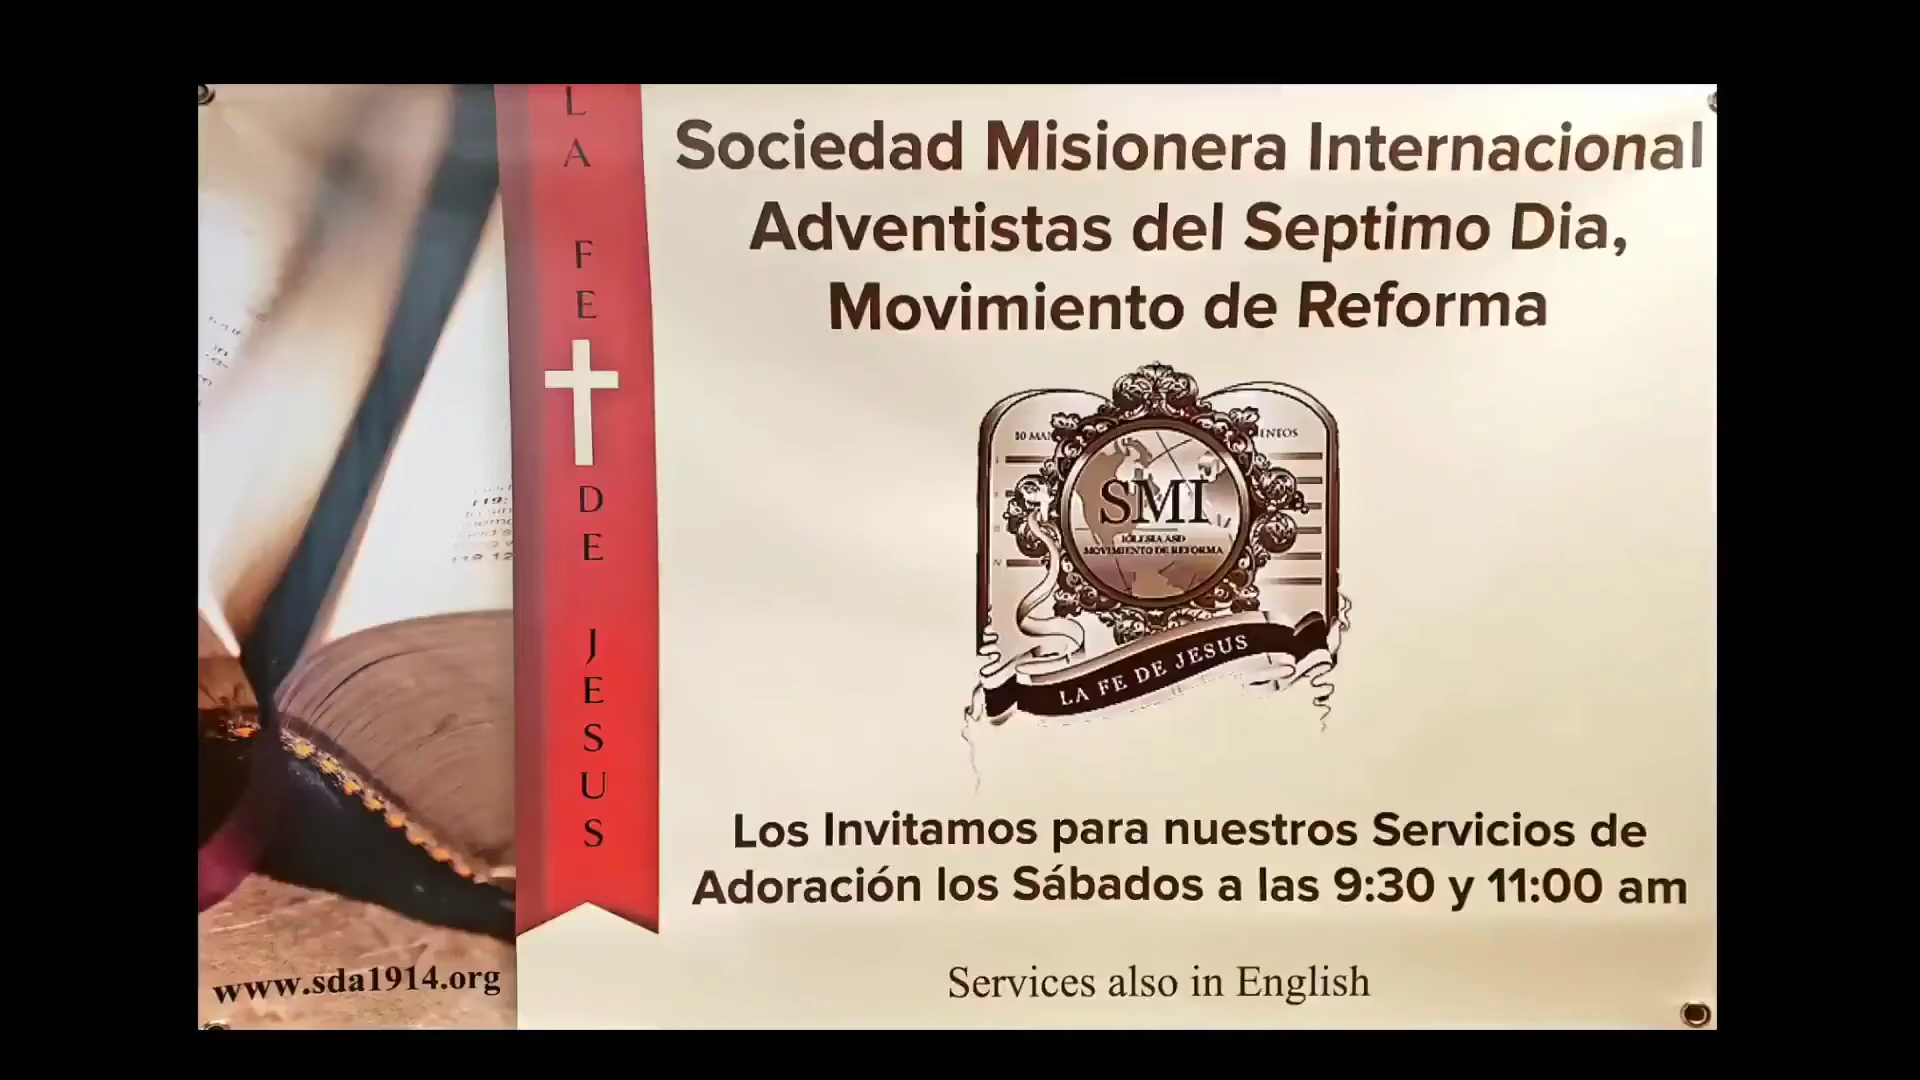 LA FE DE JESUS
Sociedad Misionera Internacional
Adventistas del Septimo Dia,
Movimiento de Reforma
SMI
IGLESIA ASD
MOVIMIENTO DE REFORMA
LA FE DE JESUS
Los Invitamos para nuestros Servicios de
Adoración los Sábados a las 9:30 y 11:00 am
Services also in English
www.sda1914.org